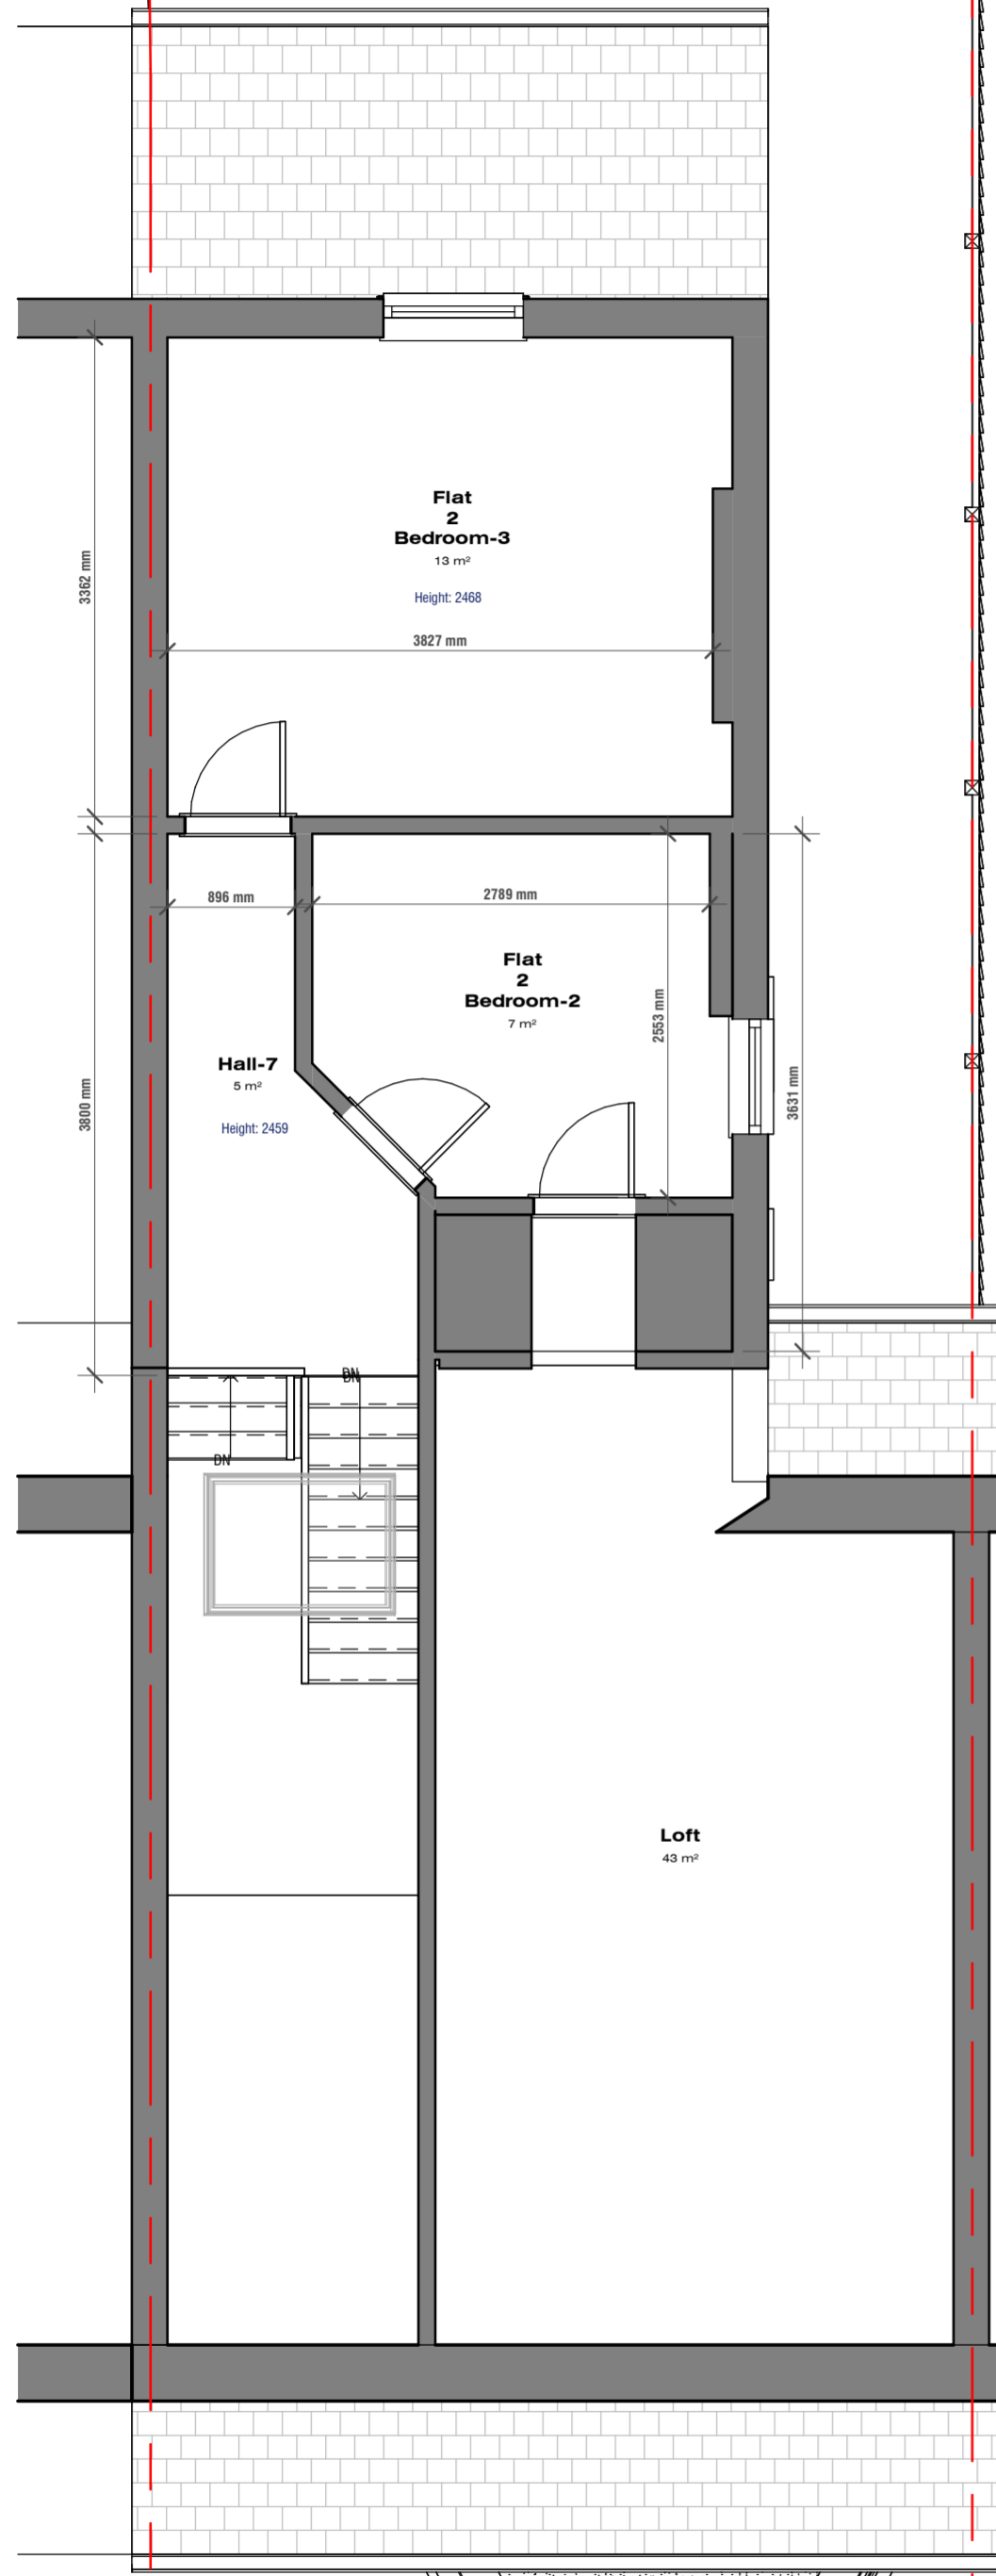 Flat
2
Bedroom-3
13 m²
Height: 2468
3362 mm
3827 mm
896 mm
2789 mm
Flat
2
Bedroom-2
7 m²
2553 mm
3631 mm
Hall-7
5 m²
Height: 2459
3800 mm
DN
DN
DN
Loft
43 m²